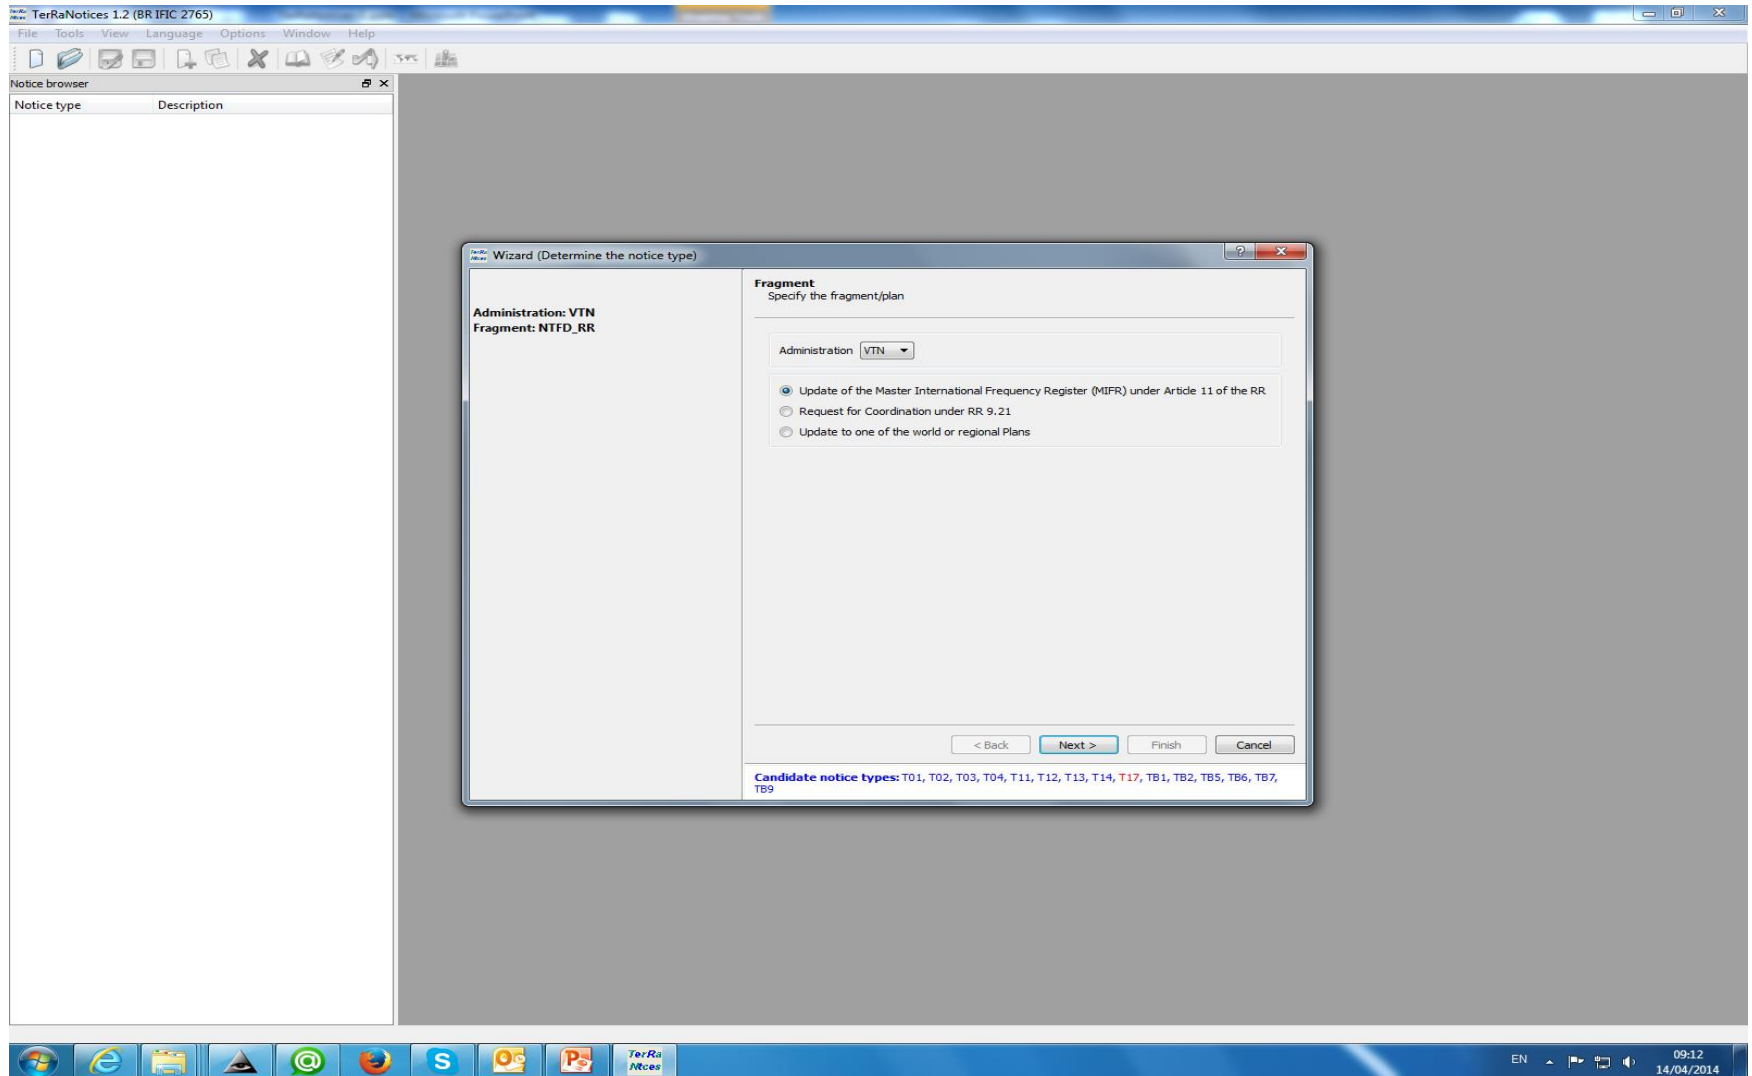 TerRaNotices 1.2 (BR IFIC 2765)
File Tools View Language Options Window Help
Notice browser
Notice type Description
Wizard (Determine the notice type)
Administration: VTN
Fragment: NTFD_RR
Fragment
Specify the fragment/plan
Administration VTN
Update of the Master International Frequency Register (MIFR) under Article 11 of the RR
Request for Coordination under RR 9.21
Update to one of the world or regional Plans
< Back Next > Finish Cancel
Candidate notice types: T01, T02, T03, T04, T11, T12, T13, T14, T17, TB1, TB2, TB5, TB6, TB7,
TB9
TerRa
Ntces
EN
09:12
14/04/2014